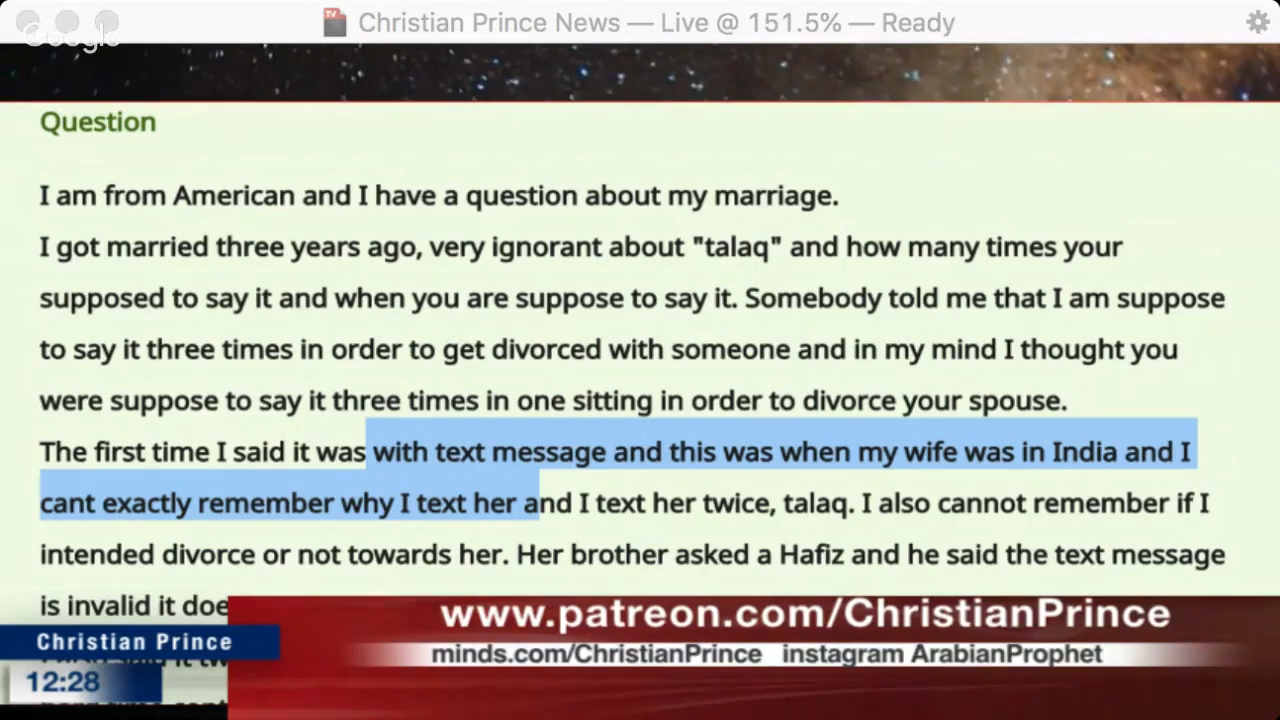 Christian Prince News — Live @ 151.5% — Ready
Google
TV
Question
I am from American and I have a question about my marriage.
I got married three years ago, very ignorant about "talaq" and how many times your
supposed to say it and when you are suppose to say it. Somebody told me that I am suppose
to say it three times in order to get divorced with someone and in my mind I thought you
were suppose to say it three times in one sitting in order to divorce your spouse.
The first time I said it was with text message and this was when my wife was in India and I
cant exactly remember why I text her and I text her twice, talaq. I also cannot remember if I
intended divorce or not towards her. Her brother asked a Hafiz and he said the text message
is invalid it doe
www.patreon.com/ChristianPrince
Christian Prince
minds.com/ChristianPrince instagram ArabianProphet
12:28